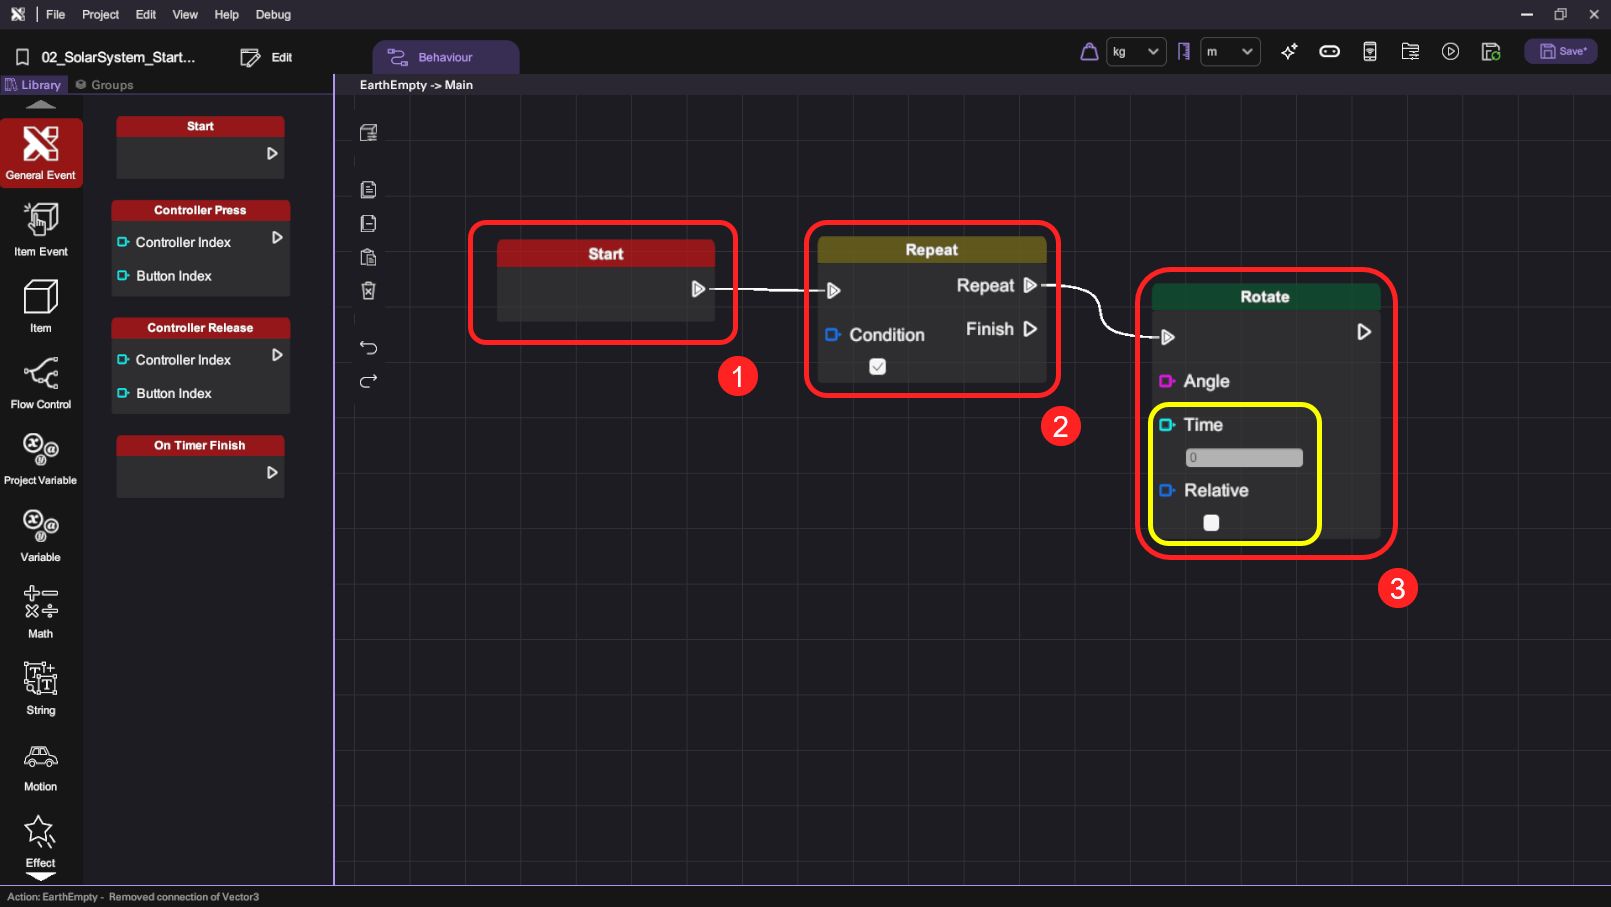 File Project Edit View Help Debug
02_SolarSystem_Start... Edit Behaviour kg m Save*
Library Groups EarthEmpty -> Main
General Event
Item Event
Item
Flow Control
Project Variable
Variable
Math
String
Motion
Effect
Start
Controller Press
Controller Index
Button Index
Controller Release
Controller Index
Button Index
On Timer Finish
Start
1
Repeat
Repeat
Finish
Condition
2
Rotate
Angle
Time
0
Relative
3
Action: EarthEmpty - Removed connection of Vector3